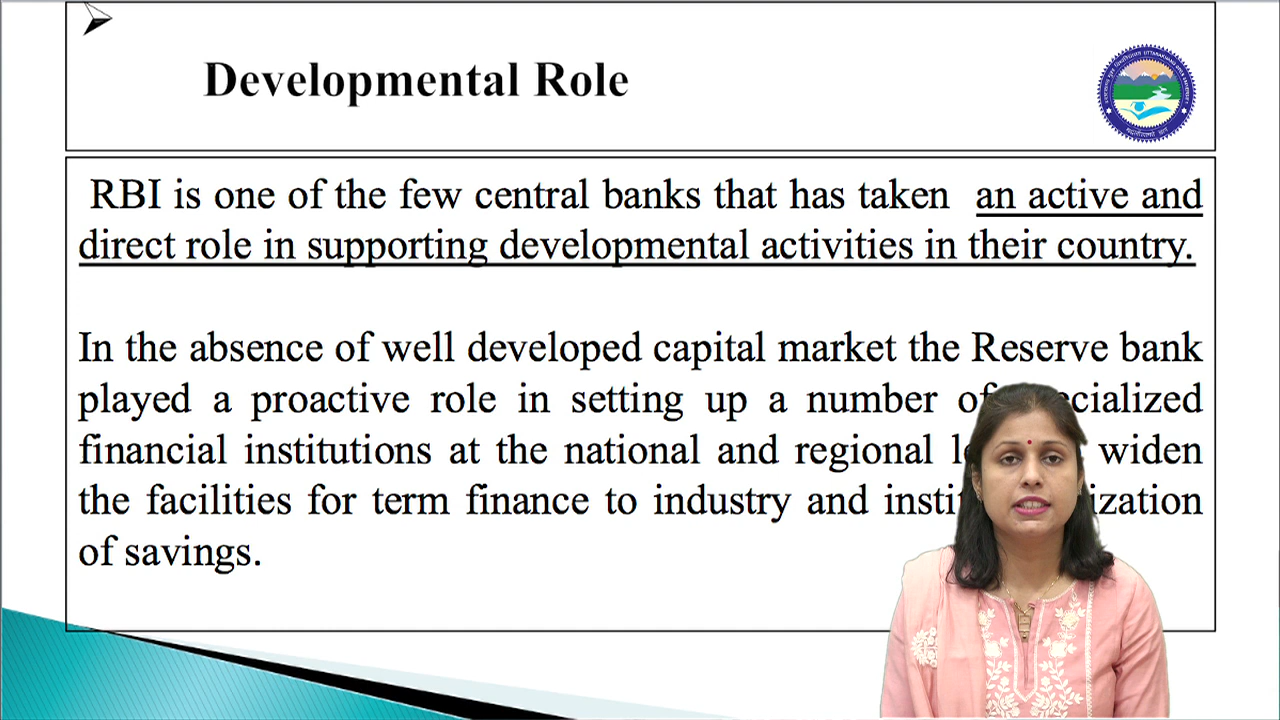 Developmental Role
RBI is one of the few central banks that has taken an active and
direct role in supporting developmental activities in their country.
In the absence of well developed capital market the Reserve bank
played a proactive role in setting up a number of
financial institutions at the national and regional widen
the facilities for term finance to industry and
of savings.